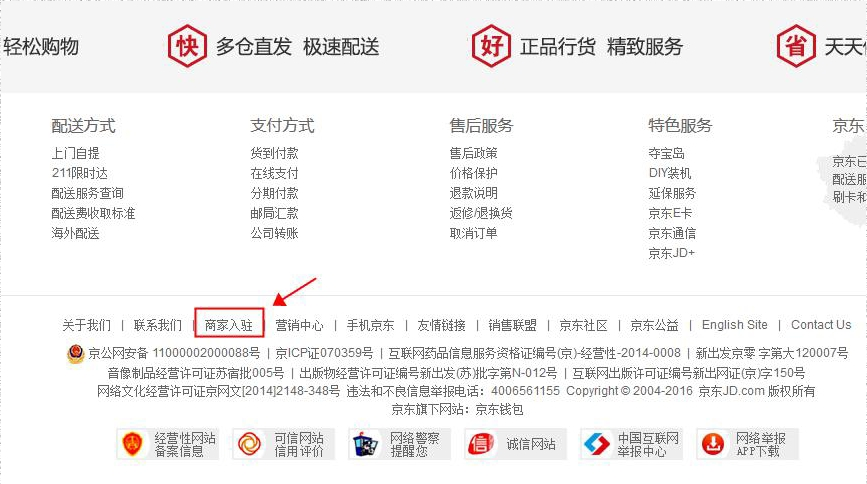 轻松购物 快 多仓直发 极速配送 好 正品行货 精致服务 省 天天
配送方式 支付方式 售后服务 特色服务 京东
上门自提 货到付款 售后政策 夺宝岛 京东已
211限时达 在线支付 价格保护 DIY装机 配送服
配送服务查询 分期付款 退款说明 延保服务 刷卡和
配送费收取标准 邮局汇款 返修/退换货 京东E卡
海外配送 公司转账 取消订单 京东通信
京东JD+
关于我们 | 联系我们 | 商家入驻 | 营销中心 | 手机京东 | 友情链接 | 销售联盟 | 京东社区 | 京东公益 | English Site | Contact Us
京公网安备 11000002000088号 | 京ICP证070359号 | 互联网药品信息服务资格证编号(京)-经营性-2014-0008 | 新出发京零 字第大120007号
音像制品经营许可证苏宿批005号 | 出版物经营许可证编号新出发(苏)批字第N-012号 | 互联网出版许可证编号新出网证(京)字150号
网络文化经营许可证京网文[2014]2148-348号 违法和不良信息举报电话：4006561155 Copyright © 2004-2016 京东JD.com 版权所有
京东旗下网站：京东钱包
经营性网站 可信网站 网络警察 诚信网站 中国互联网 网络举报
备案信息 信用评价 提醒您 举报中心 APP下载